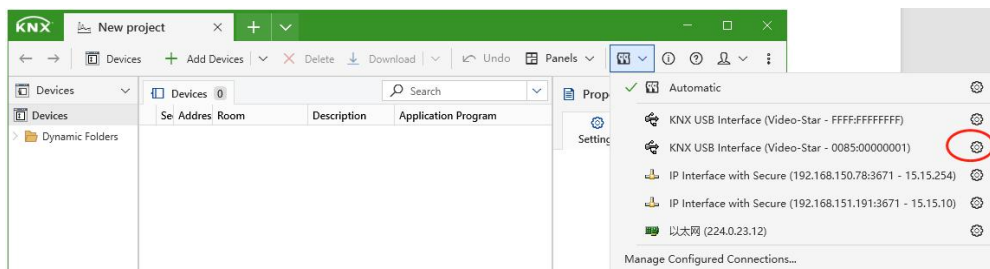 KNX New project
Devices Add Devices Delete Download Undo Panels
Devices Devices 0 Search Prop
Devices Se Addres Room Description Application Program
Dynamic Folders Setting
Automatic
KNX USB Interface (Video-Star - FFFF:FFFFFFFF)
KNX USB Interface (Video-Star - 0085:00000001)
IP Interface with Secure (192.168.150.78:3671 - 15.15.254)
IP Interface with Secure (192.168.151.191:3671 - 15.15.10)
以太网 (224.0.23.12)
Manage Configured Connections...